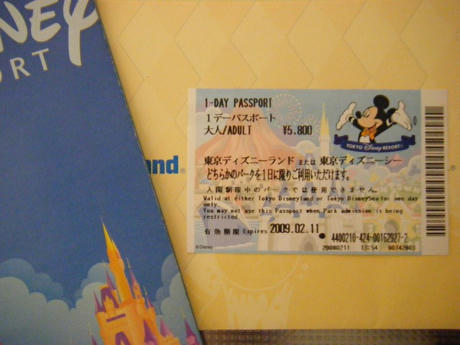 SNEY
ORT
and®
1-DAY PASSPORT
1デーパスポート
大人/ADULT ¥5,800
TOKYO Disney RESORT®
東京ディズニーランド または 東京ディズニーシー
どちらかのパークを1日に限りご利用いただけます。
入園制限中のパークでは使用できません。
Valid at either Tokyo Disneyland or Tokyo DisneySea for one day
only.
You may not use this Passport when Park admission is being
restricted.
有効期限 Expires 2009.02.11
©Disney
4400210-424-00162927-2